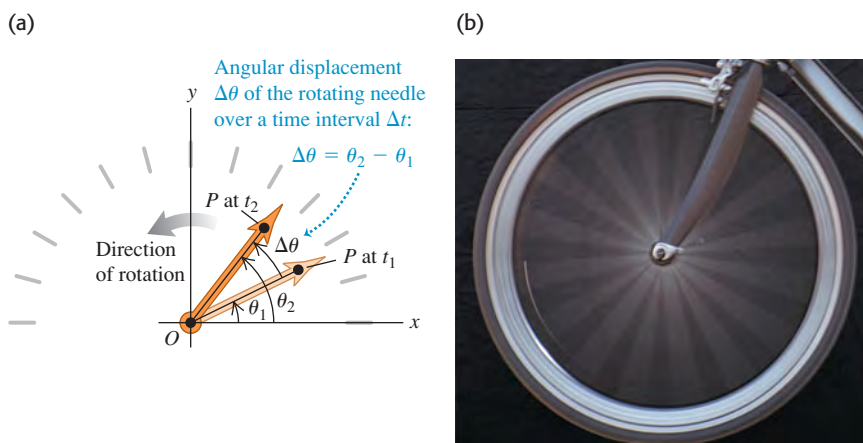 (a)
(b)
Angular displacement
Δθ of the rotating needle
over a time interval Δt:
Δθ = θ₂ − θ₁
y
P at t₂
Direction
of rotation
Δθ
P at t₁
θ₁
θ₂
x
O